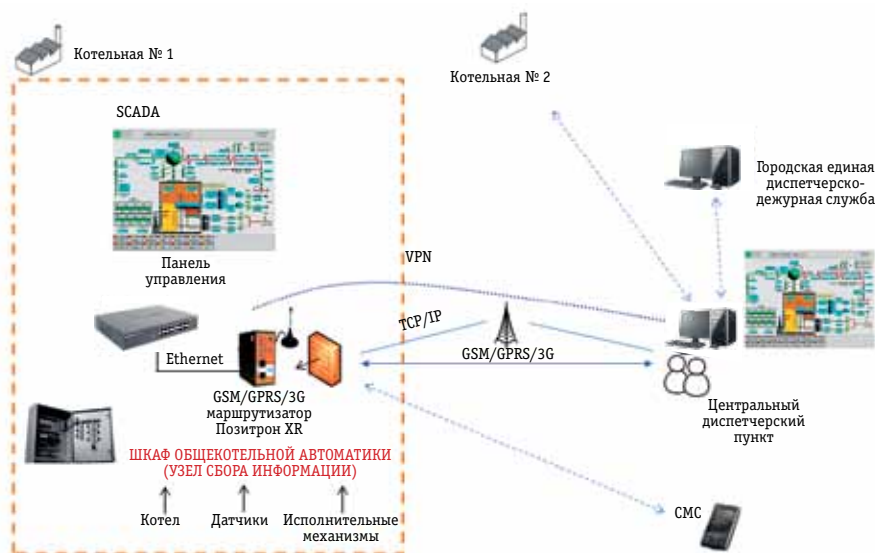 Котельная № 1
Котельная № 2
SCADA
Городская единая
диспетчерско-
дежурная служба
Панель
управления
VPN
TCP/IP
Ethernet
GSM/GPRS/3G
GSM/GPRS/3G
маршрутизатор
Позитрон XR
Центральный
диспетчерский
пункт
ШКАФ ОБЩЕКОТЕЛЬНОЙ АВТОМАТИКИ
(УЗЕЛ СБОРА ИНФОРМАЦИИ)
Котел
Датчики
Исполнительные
механизмы
СМС